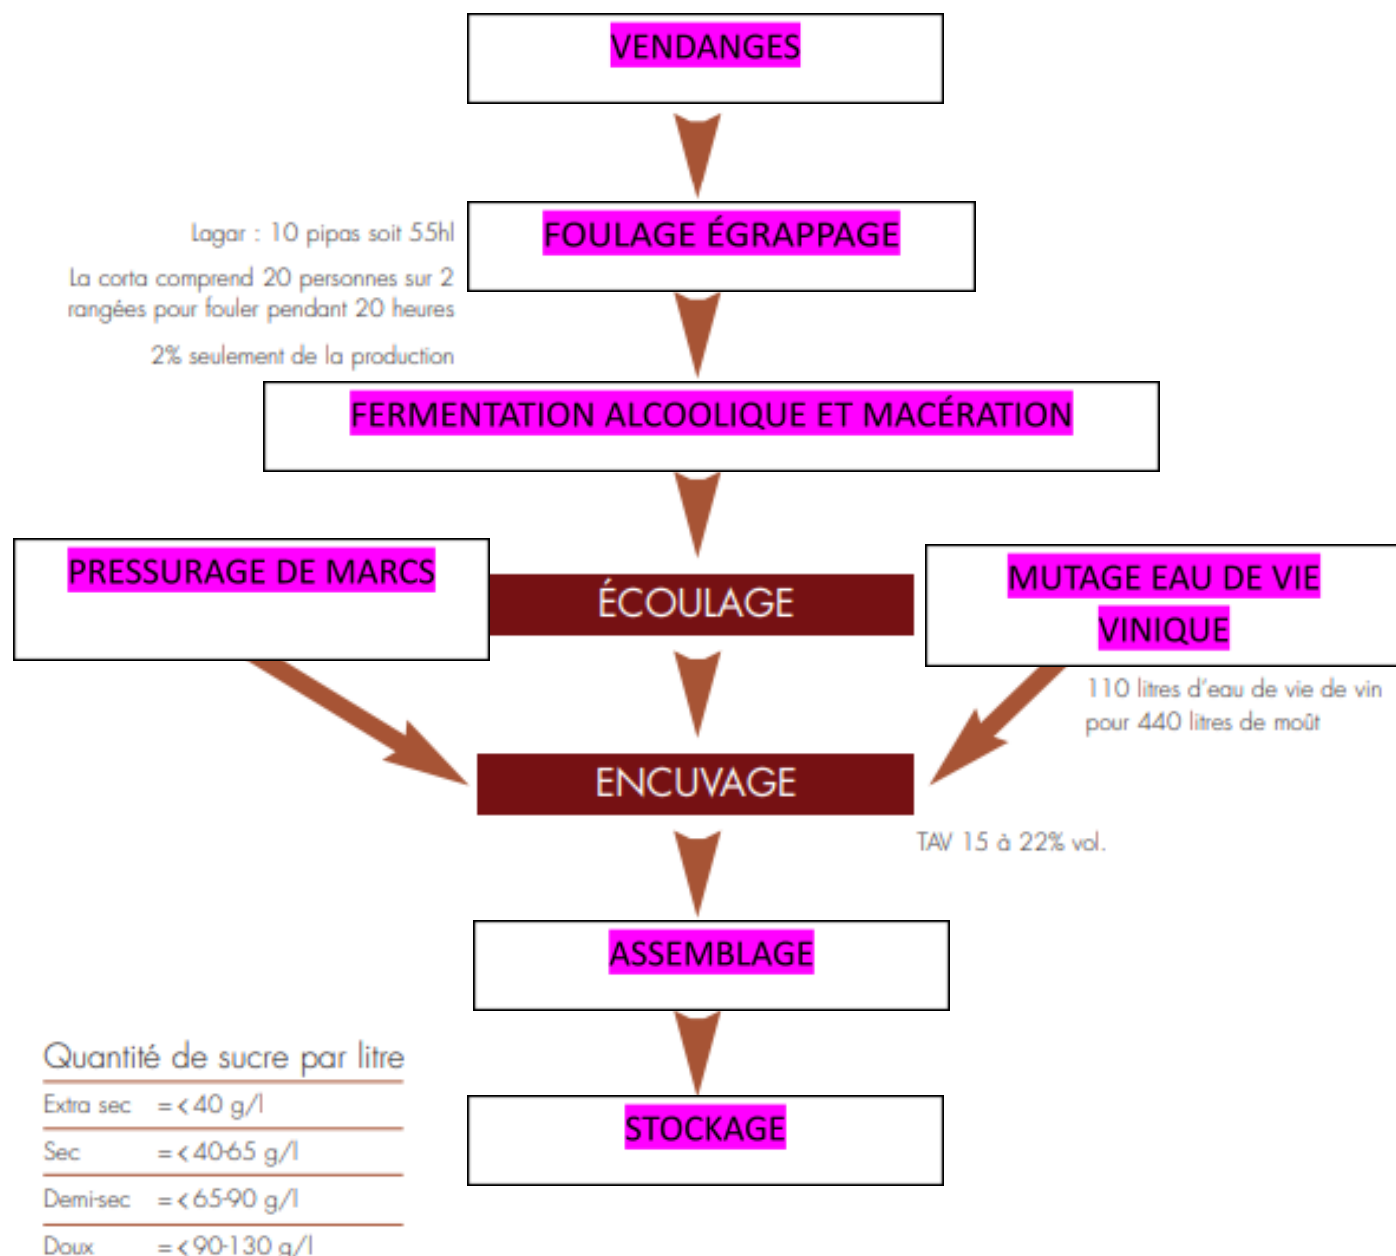 VENDANGES
FOULAGE ÉGRAPPAGE
Lagar : 10 pipas soit 55hl
La corta comprend 20 personnes sur 2
rangées pour fouler pendant 20 heures
2% seulement de la production
FERMENTATION ALCOOLIQUE ET MACÉRATION
PRESSURAGE DE MARCS
ÉCOULAGE
MUTAGE EAU DE VIE
VINIQUE
110 litres d'eau de vie de vin
pour 440 litres de moût
ENCUVAGE
TAV 15 à 22% vol.
ASSEMBLAGE
STOCKAGE
Quantité de sucre par litre
Extra sec = < 40 g/l
Sec = < 40-65 g/l
Demi-sec = < 65-90 g/l
Doux = < 90-130 g/l